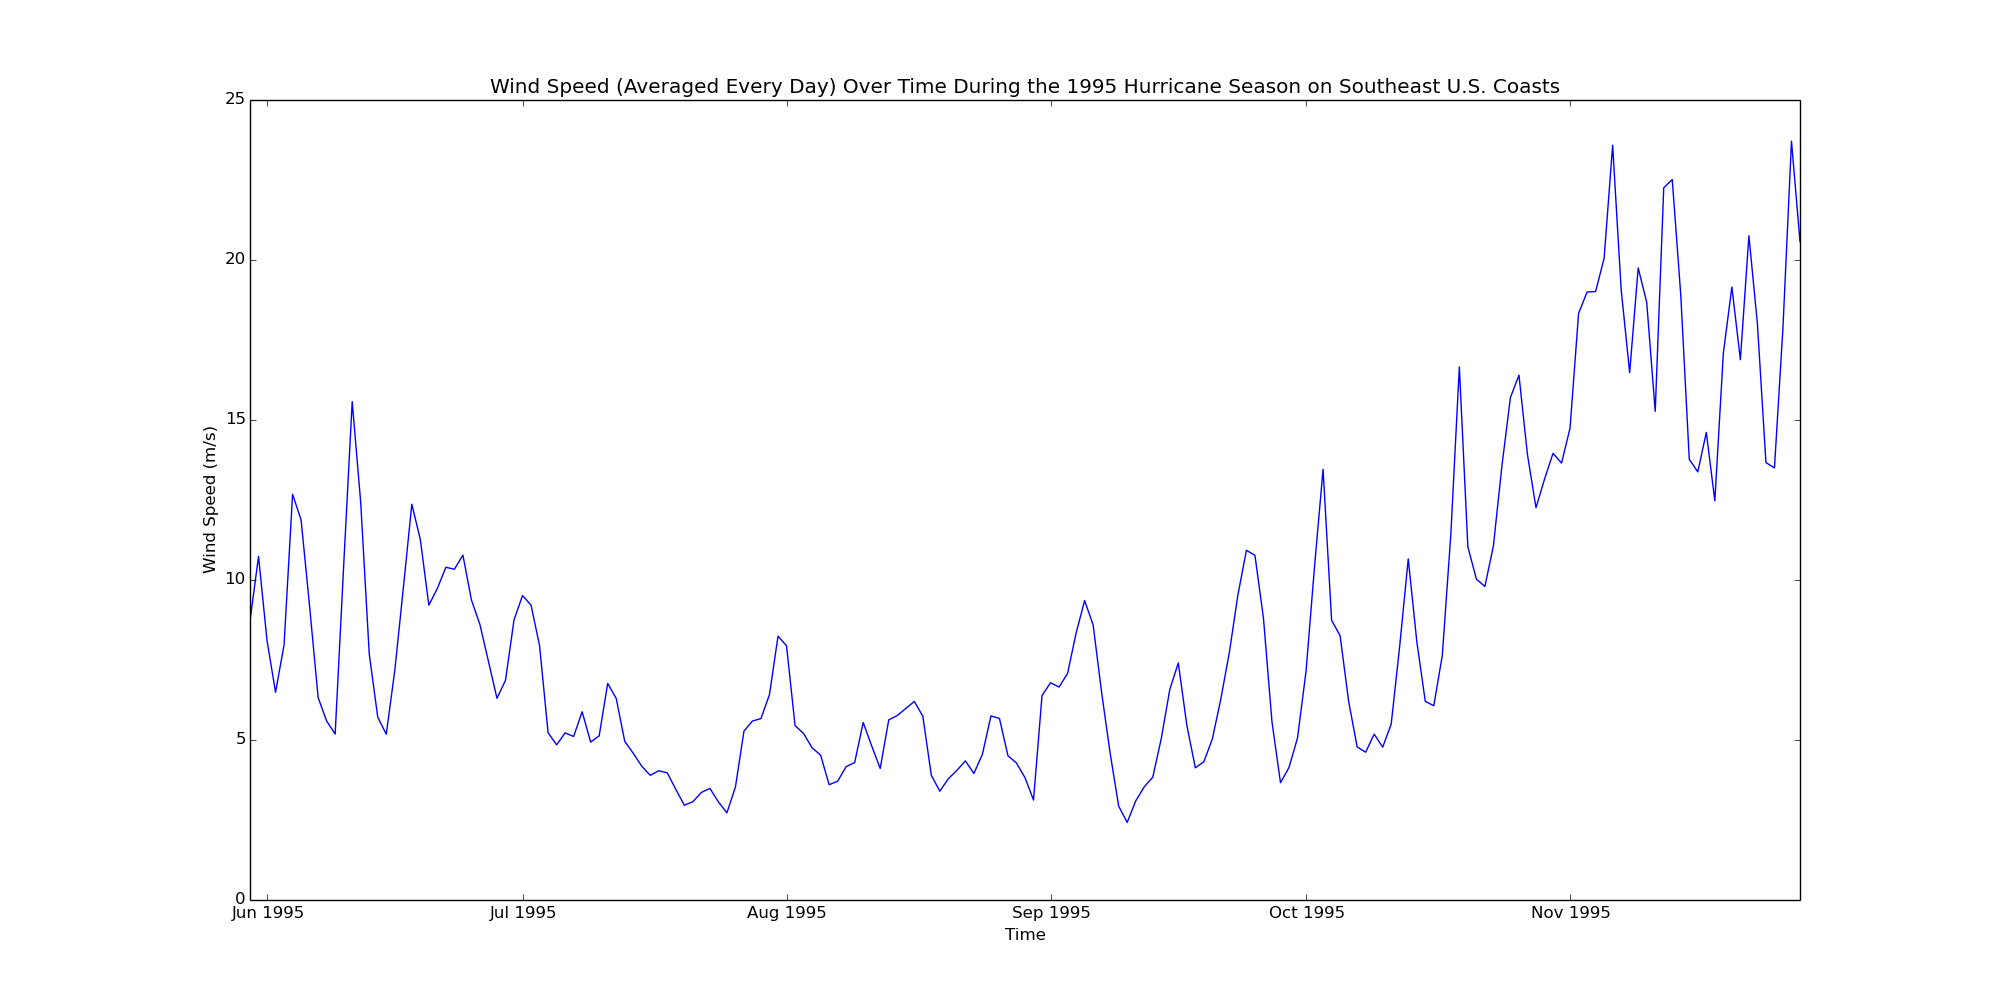 Wind Speed (Averaged Every Day) Over Time During the 1995 Hurricane Season on Southeast U.S. Coasts
25
20
15
10
5
0
Wind Speed (m/s)
Jun 1995 Jul 1995 Aug 1995 Sep 1995 Oct 1995 Nov 1995
Time